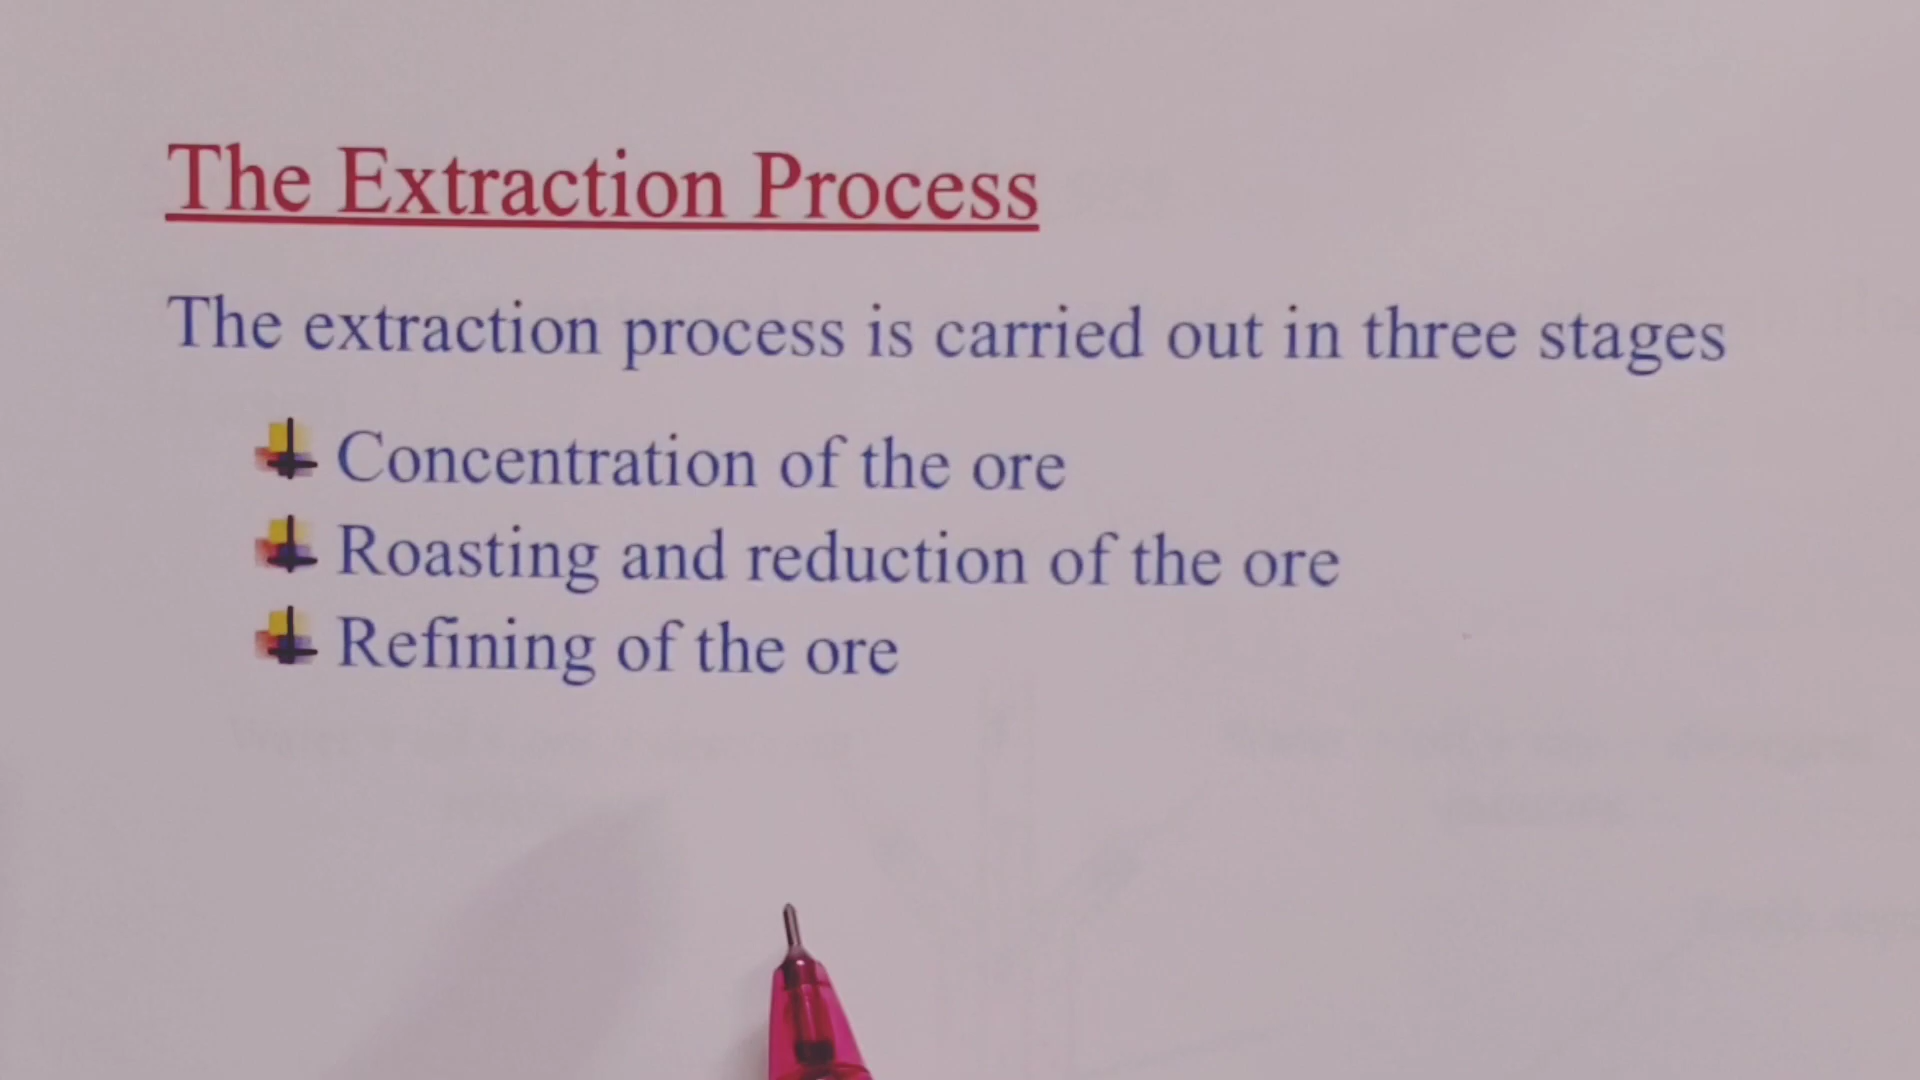 The Extraction Process
The extraction process is carried out in three stages
Concentration of the ore
Roasting and reduction of the ore
Refining of the ore